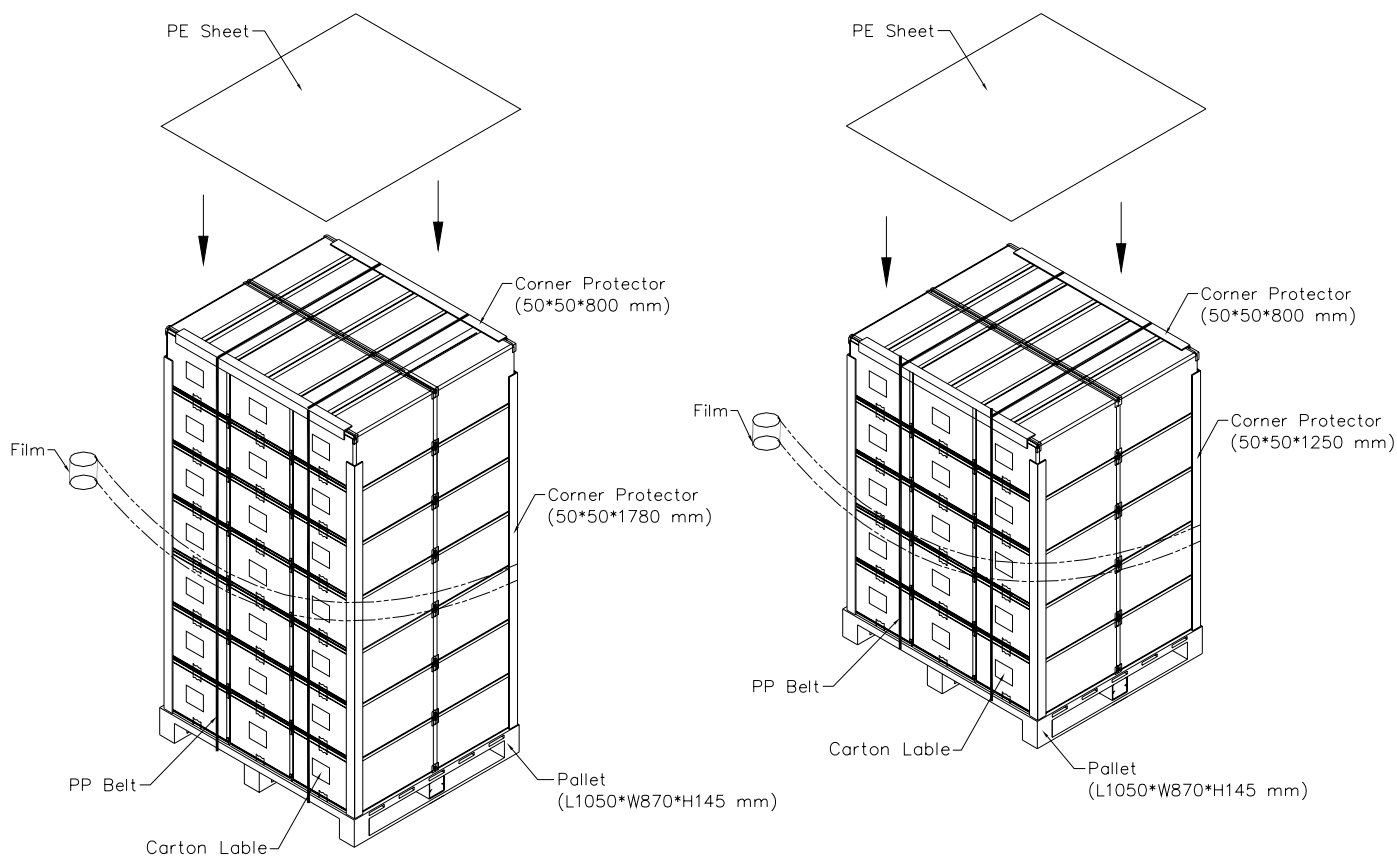 PE Sheet
Corner Protector
(50*50*800 mm)
Film
Corner Protector
(50*50*1780 mm)
PP Belt
Pallet
(L1050*W870*H145 mm)
Carton Lable
PE Sheet
Corner Protector
(50*50*800 mm)
Film
Corner Protector
(50*50*1250 mm)
PP Belt
Carton Lable
Pallet
(L1050*W870*H145 mm)